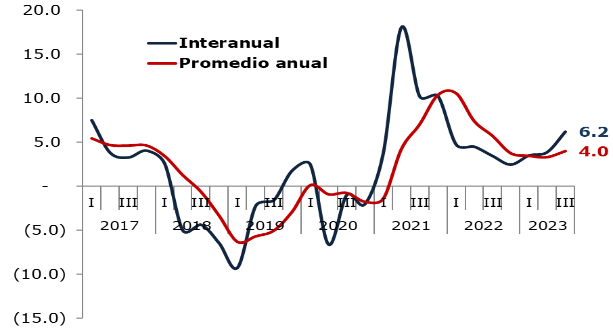 20.0
Interanual
15.0
Promedio anual
10.0
6.2
5.0
4.0
-
I III I III I III I III I III I III I III
2017 2018 2019 2020 2021 2022 2023
(5.0)
(10.0)
(15.0)